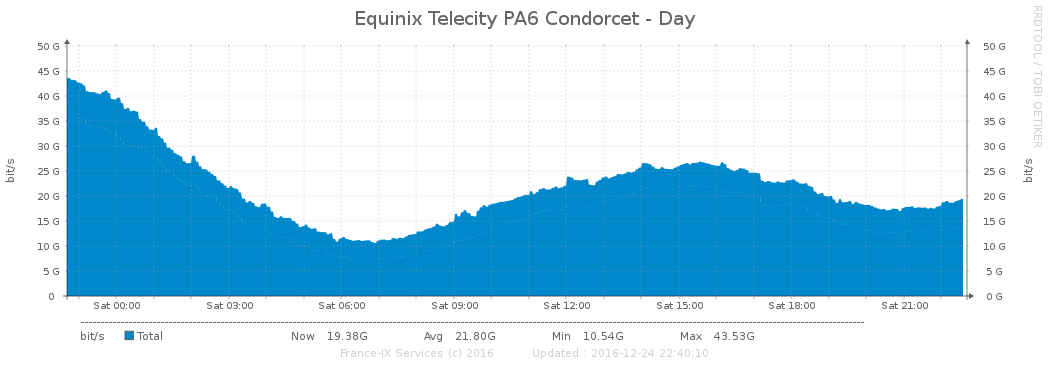 Equinix Telecity PA6 Condorcet - Day
RRDTOOL / TOBI OETIKER
50 G 50 G
45 G 45 G
40 G 40 G
35 G 35 G
30 G 30 G
25 G 25 G
20 G 20 G
15 G 15 G
10 G 10 G
5 G 5 G
0 0 G
bit/s bit/s
Sat 00:00 Sat 03:00 Sat 06:00 Sat 09:00 Sat 12:00 Sat 15:00 Sat 18:00 Sat 21:00
bit/s Total Now 19.38G Avg 21.80G Min 10.54G Max 43.53G
France-IX Services (c) 2016 Updated : 2016-12-24 22:40:10